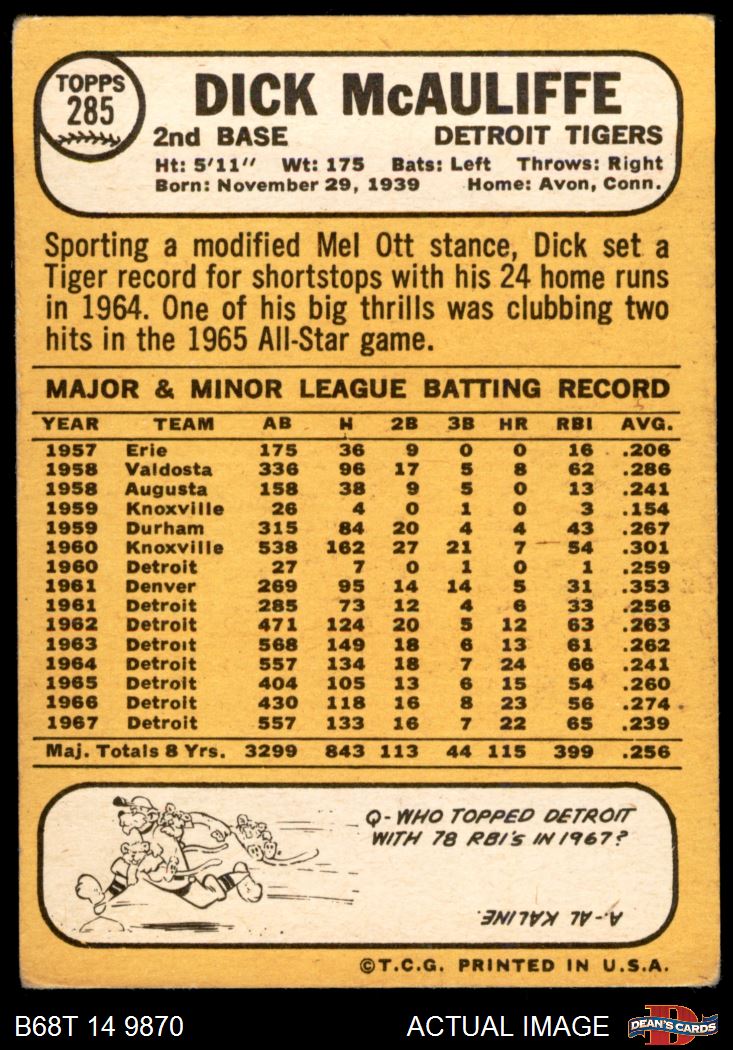 TOPPS
285
DICK McAULIFFE
2nd BASE DETROIT TIGERS
Ht: 5'11" Wt: 175 Bats: Left Throws: Right
Born: November 29, 1939 Home: Avon, Conn.
Sporting a modified Mel Ott stance, Dick set a
Tiger record for shortstops with his 24 home runs
in 1964. One of his big thrills was clubbing two
hits in the 1965 All-Star game.
MAJOR & MINOR LEAGUE BATTING RECORD
YEAR TEAM AB H 2B 3B HR RBI AVG.
1957 Erie 175 36 9 0 0 16 .206
1958 Valdosta 336 96 17 5 8 62 .286
1958 Augusta 158 38 9 5 0 13 .241
1959 Knoxville 26 4 0 1 0 3 .154
1959 Durham 315 84 20 4 4 43 .267
1960 Knoxville 538 162 27 21 7 54 .301
1960 Detroit 27 7 0 1 0 1 .259
1961 Denver 269 95 14 14 5 31 .353
1961 Detroit 285 73 12 4 6 33 .256
1962 Detroit 471 124 20 5 12 63 .263
1963 Detroit 568 149 18 6 13 61 .262
1964 Detroit 557 134 18 7 24 66 .241
1965 Detroit 404 105 13 6 15 54 .260
1966 Detroit 430 118 16 8 23 56 .274
1967 Detroit 557 133 16 7 22 65 .239
Maj. Totals 8 Yrs. 3299 843 113 44 115 399 .256
Q-WHO TOPPED DETROIT
WITH 78 RBI'S IN 1967?
A-AL KALINE.
©T.C.G. PRINTED IN U.S.A.
B68T 14 9870 ACTUAL IMAGE D DEAN'S CARDS